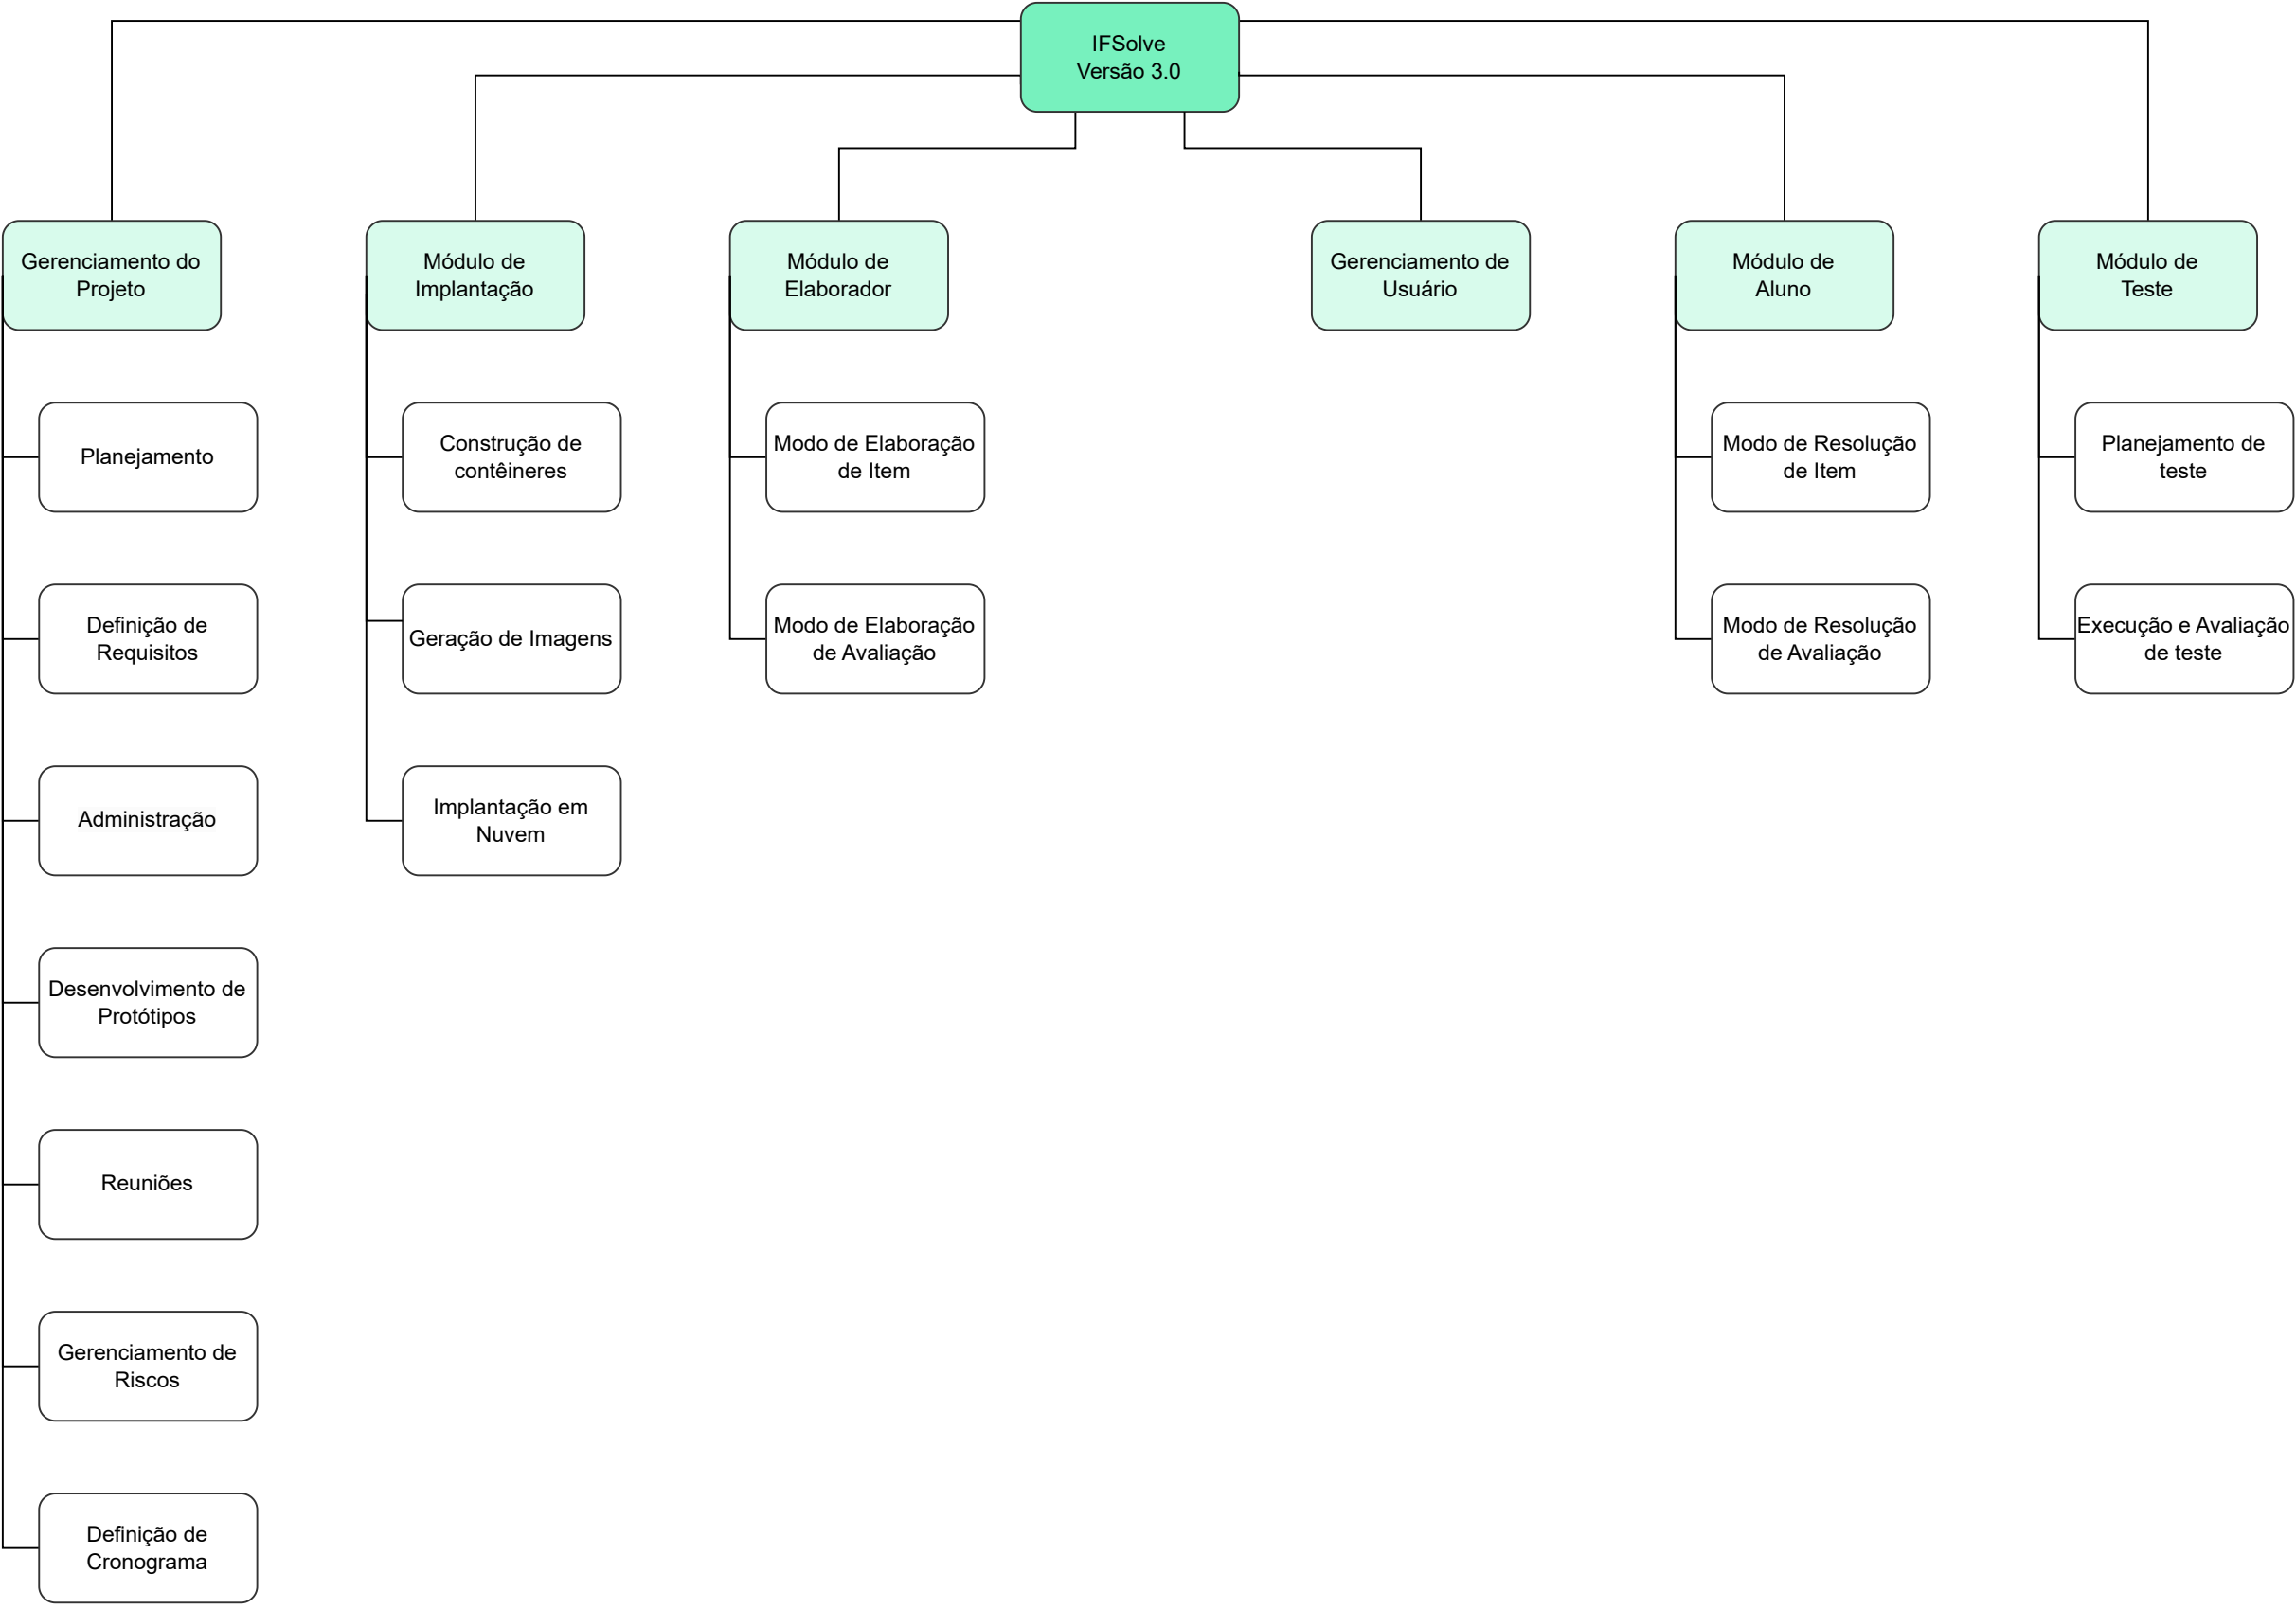 IFSolve
Versão 3.0
Gerenciamento do
Projeto
Módulo de
Implantação
Módulo de
Elaborador
Gerenciamento de
Usuário
Módulo de
Aluno
Módulo de
Teste
Planejamento
Construção de
contêineres
Modo de Elaboração
de Item
Modo de Resolução
de Item
Planejamento de
teste
Definição de
Requisitos
Geração de Imagens
Modo de Elaboração
de Avaliação
Modo de Resolução
de Avaliação
Execução e Avaliação
de teste
Administração
Implantação em
Nuvem
Desenvolvimento de
Protótipos
Reuniões
Gerenciamento de
Riscos
Definição de
Cronograma